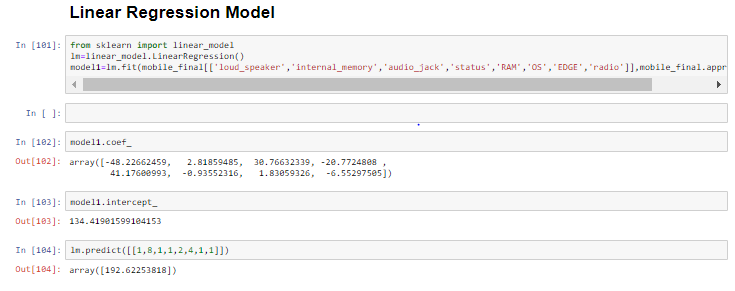 Linear Regression Model
In [101]: from sklearn import linear_model
lm=linear_model.LinearRegression()
model1=lm.fit(mobile_final[['loud_speaker','internal_memory','audio_jack','status','RAM','OS','EDGE','radio']],mobile_final.appr
In [ ]:
In [102]: model1.coef_
Out[102]: array([-48.22662459, 2.81859485, 30.76632339, -20.7724808 ,
41.17600993, -0.93552316, 1.83059326, -6.55297505])
In [103]: model1.intercept_
Out[103]: 134.41901599104153
In [104]: lm.predict([[1,8,1,1,2,4,1,1]])
Out[104]: array([192.62253818])